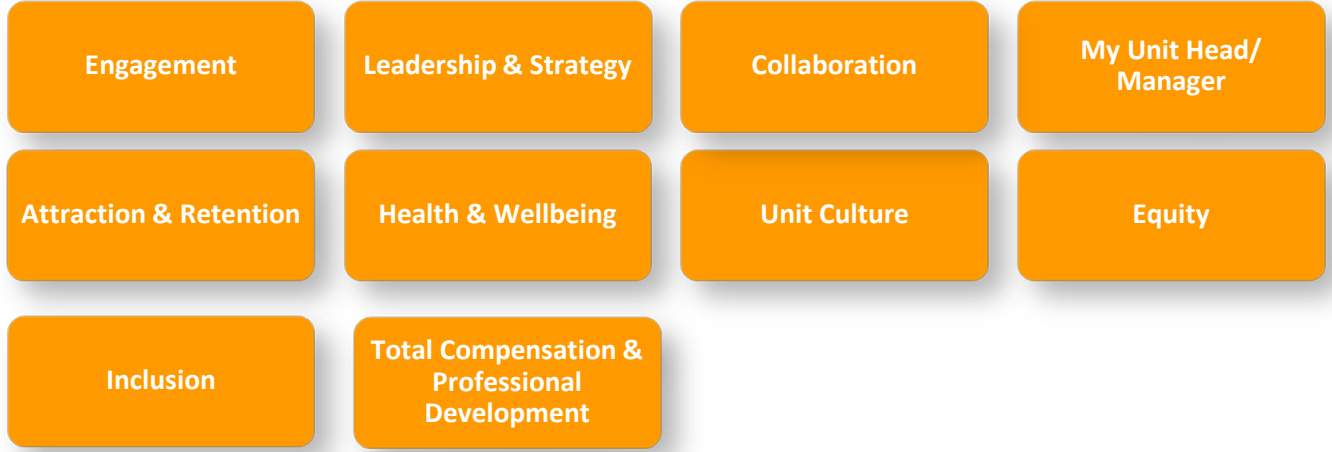 Engagement
Leadership & Strategy
Collaboration
My Unit Head/
Manager
Attraction & Retention
Health & Wellbeing
Unit Culture
Equity
Inclusion
Total Compensation &
Professional
Development